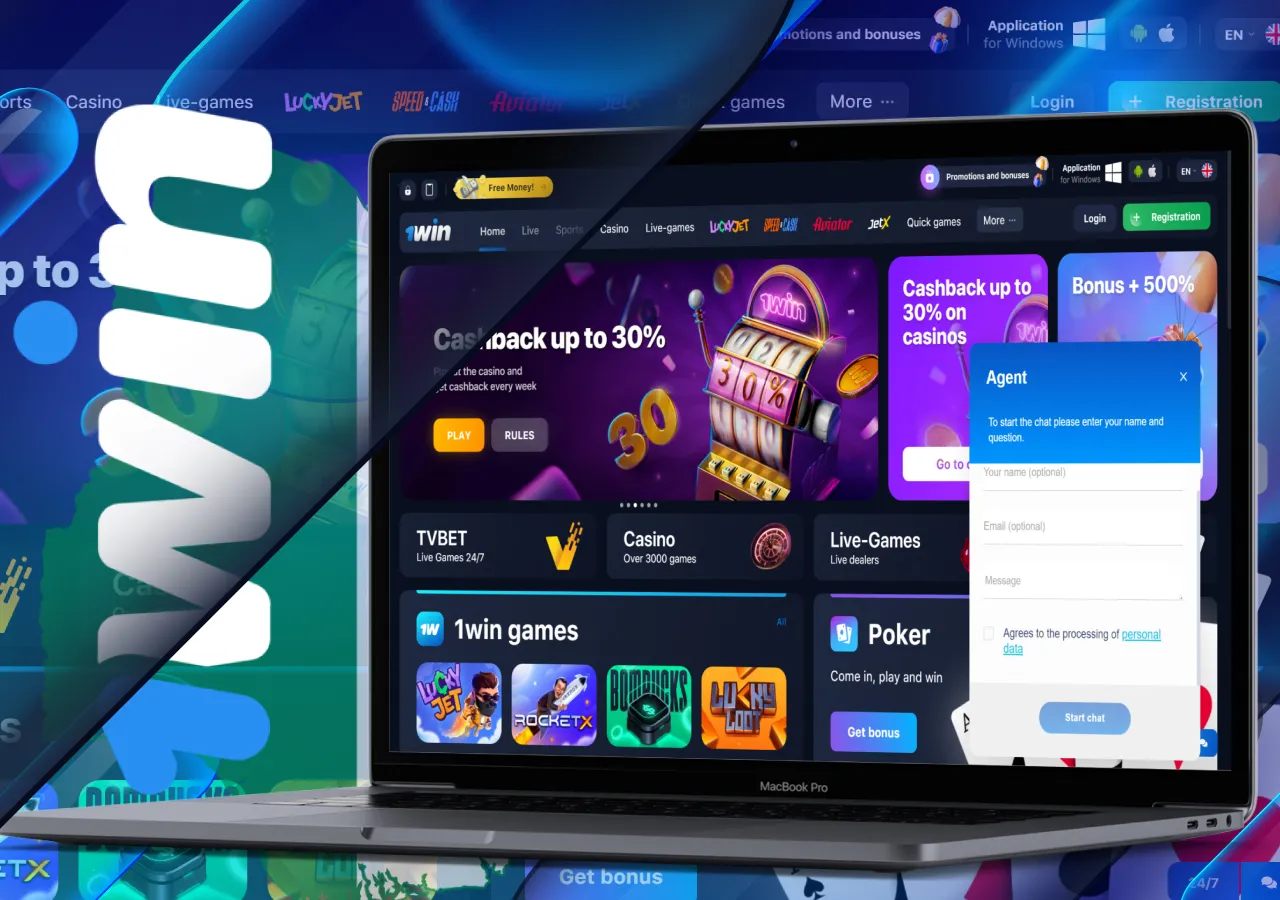 otions and bonuses
Application
for Windows
EN
orts
Casino
ive-games
LUCKYJET
SPEED & CASH
Aviator
JetX
games
More ···
Login
+ Registration
up to 3
1win
Free Money!
Promotions and bonuses
Application
for Windows
EN
1win
Home
Live
Sports
Casino
Live-games
LUCKYJET
SPEED & CASH
Aviator
JetX
Quick games
More ···
Login
+ Registration
Cashback up to 30%
the casino and
get cashback every week
PLAY
RULES
1win
30%
30
Cashback up to
30% on
casinos
Go to
Bonus + 500%
Agent
X
To start the chat please enter your name and
question.
Your name (optional)
Email (optional)
Message
Agrees to the processing of personal
data
Start chat
TVBET
Live Games 24/7
Casino
Over 3000 games
Live-Games
Live dealers
1w
1win games
All
LUCKY
JET
ROCKETX
BOMBUCKS
LUCKY
LOOT
Poker
Come in, play and win
Get bonus
A
MacBook Pro
BOMBUCKS
ETX
Get bonus
24/7